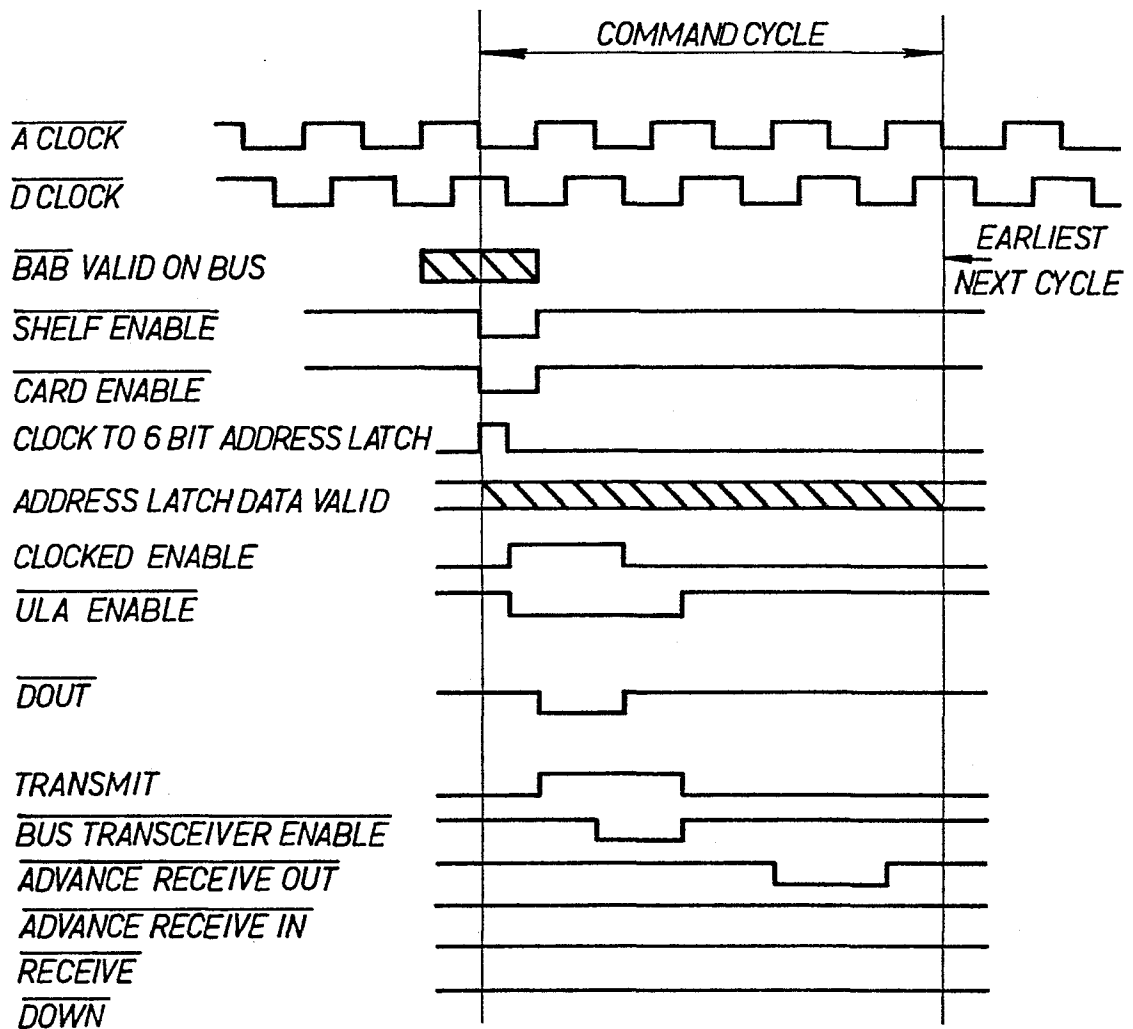 COMMAND CYCLE
A CLOCK
D CLOCK
EARLIEST
BAB VALID ON BUS
NEXT CYCLE
SHELF ENABLE
CARD ENABLE
CLOCK TO 6 BIT ADDRESS LATCH
ADDRESS LATCH DATA VALID
CLOCKED ENABLE
ULA ENABLE
DOUT
TRANSMIT
BUS TRANSCEIVER ENABLE
ADVANCE RECEIVE OUT
ADVANCE RECEIVE IN
RECEIVE
DOWN